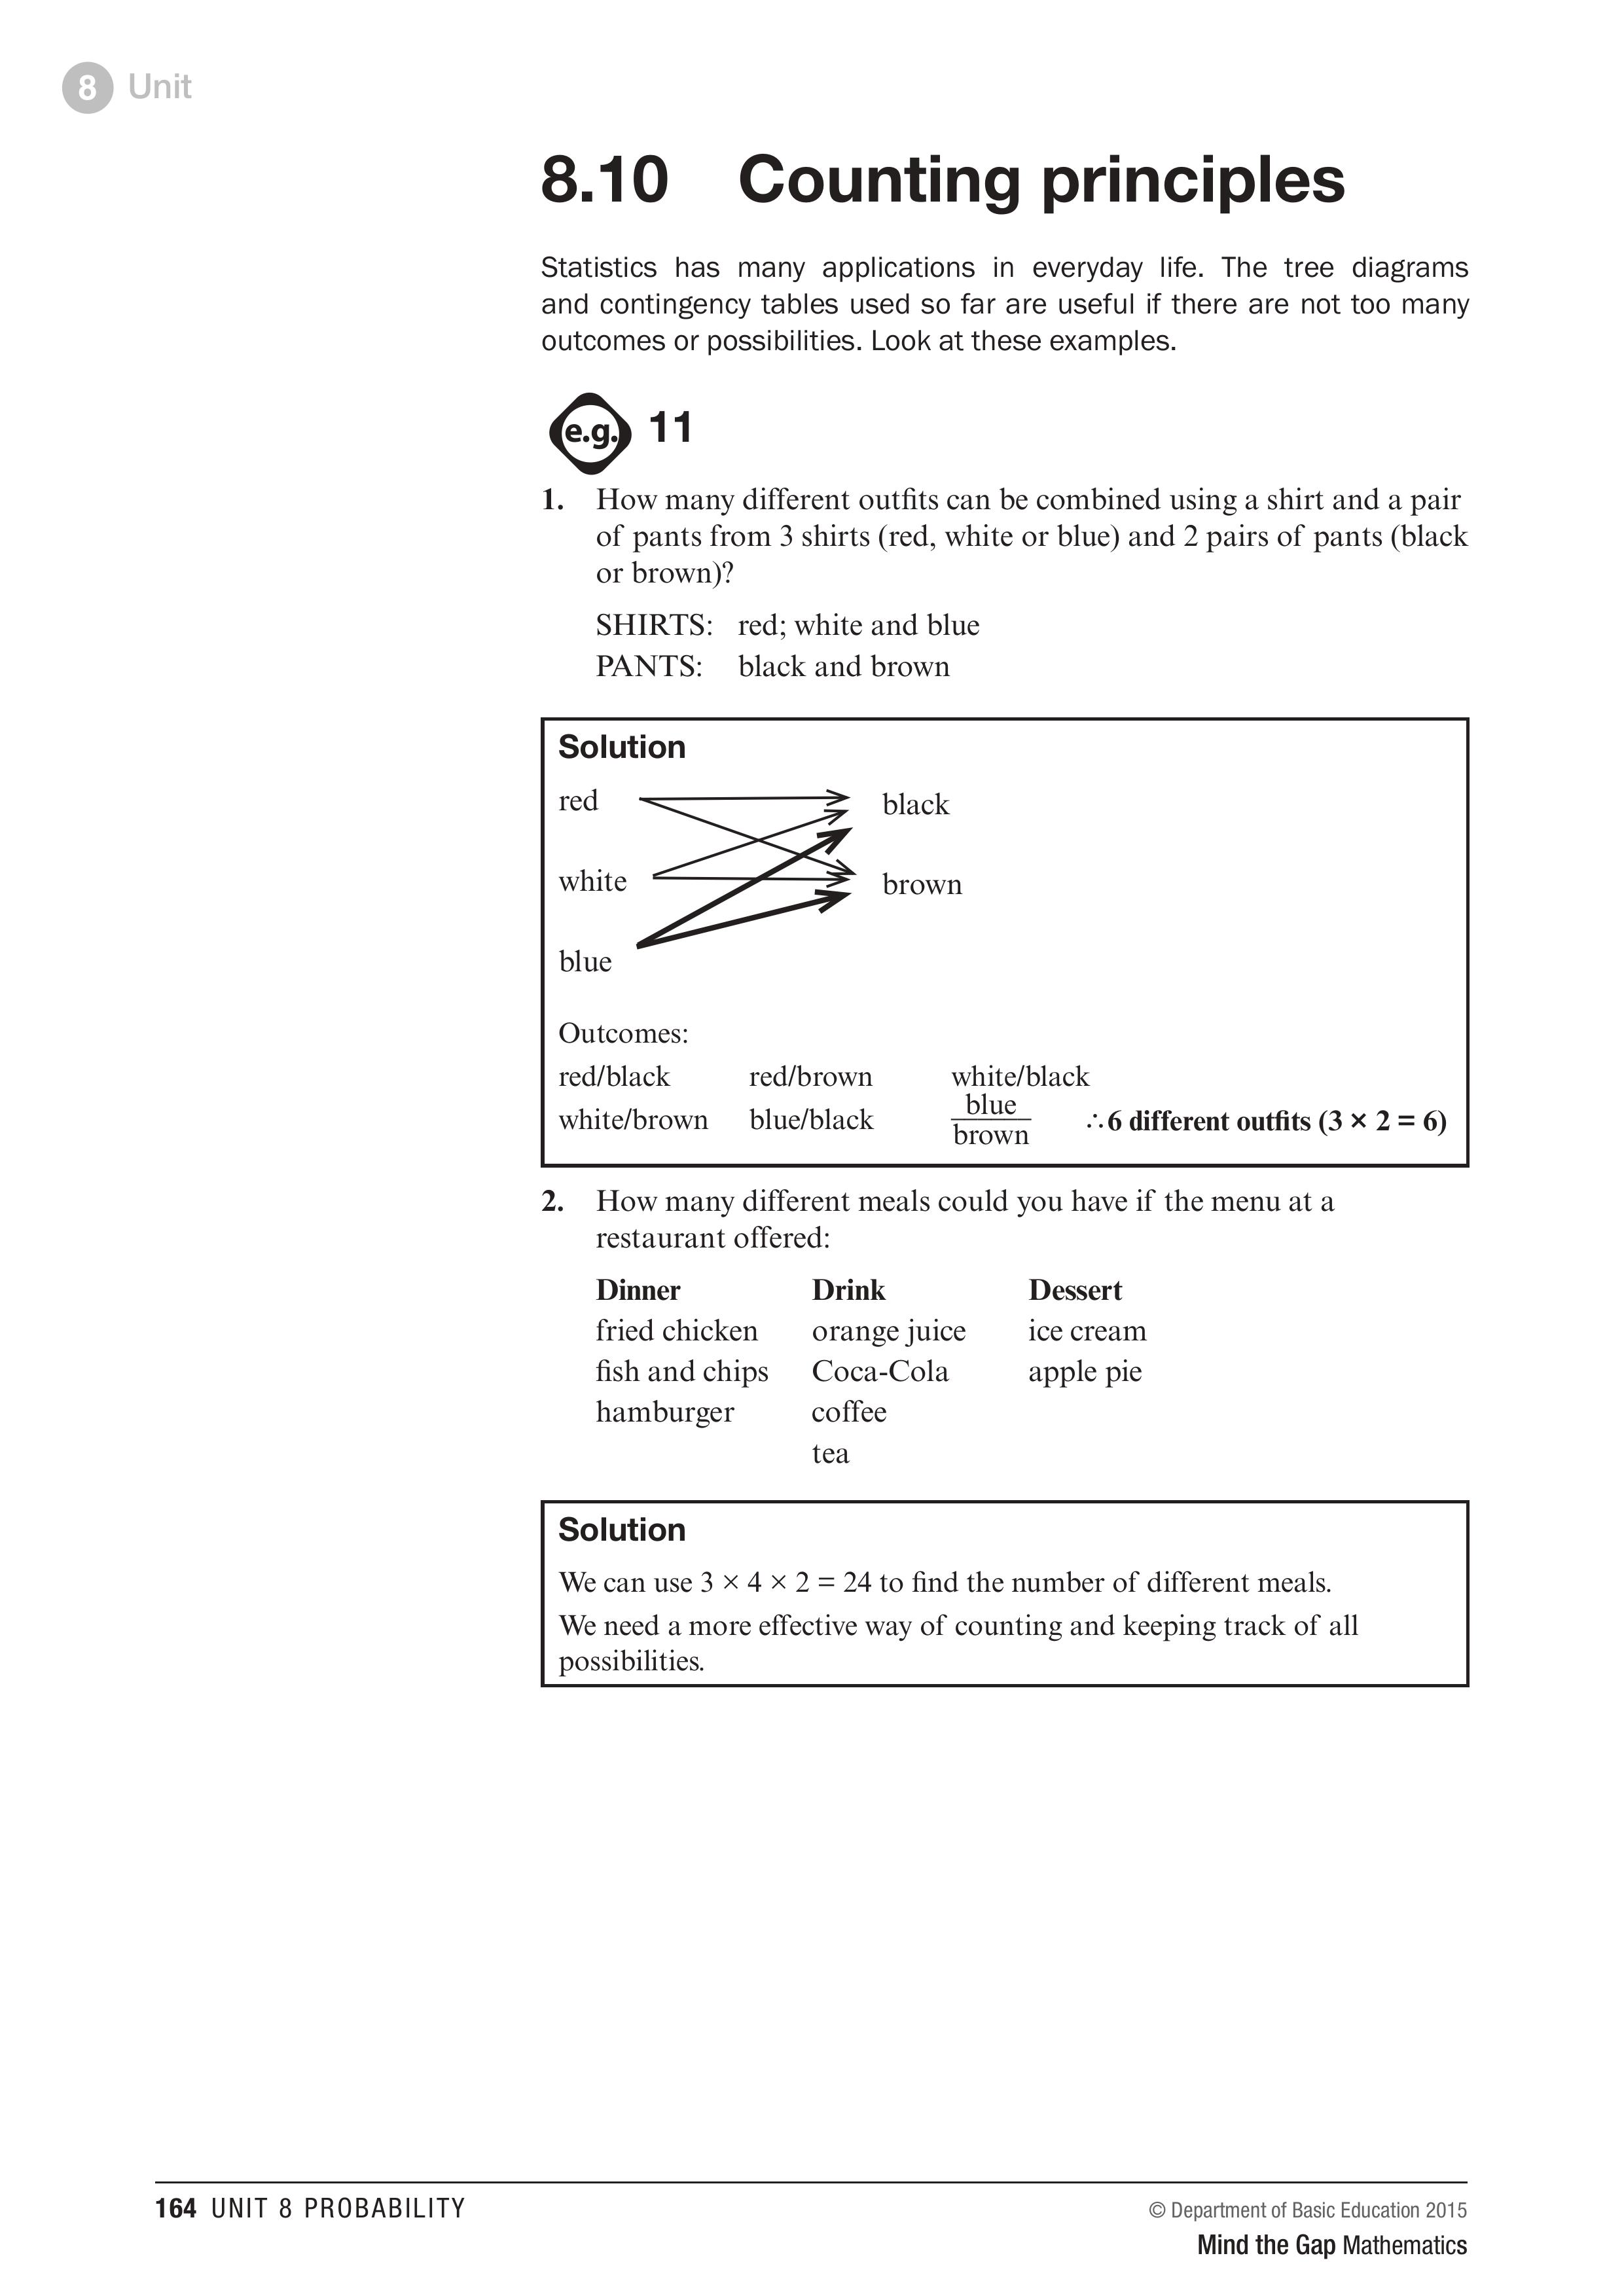 8 Unit
8.10 Counting principles
Statistics has many applications in everyday life. The tree diagrams
and contingency tables used so far are useful if there are not too many
outcomes or possibilities. Look at these examples.
e.g. 11
1. How many different outfits can be combined using a shirt and a pair
of pants from 3 shirts (red, white or blue) and 2 pairs of pants (black
or brown)?
SHIRTS: red; white and blue
PANTS: black and brown
Solution
red black
white brown
blue
Outcomes:
red/black red/brown white/black
white/brown blue/black blue/brown ∴ 6 different outfits (3 × 2 = 6)
2. How many different meals could you have if the menu at a
restaurant offered:
Dinner Drink Dessert
fried chicken orange juice ice cream
fish and chips Coca-Cola apple pie
hamburger coffee
tea
Solution
We can use 3 × 4 × 2 = 24 to find the number of different meals.
We need a more effective way of counting and keeping track of all
possibilities.
164 UNIT 8 PROBABILITY
© Department of Basic Education 2015
Mind the Gap Mathematics